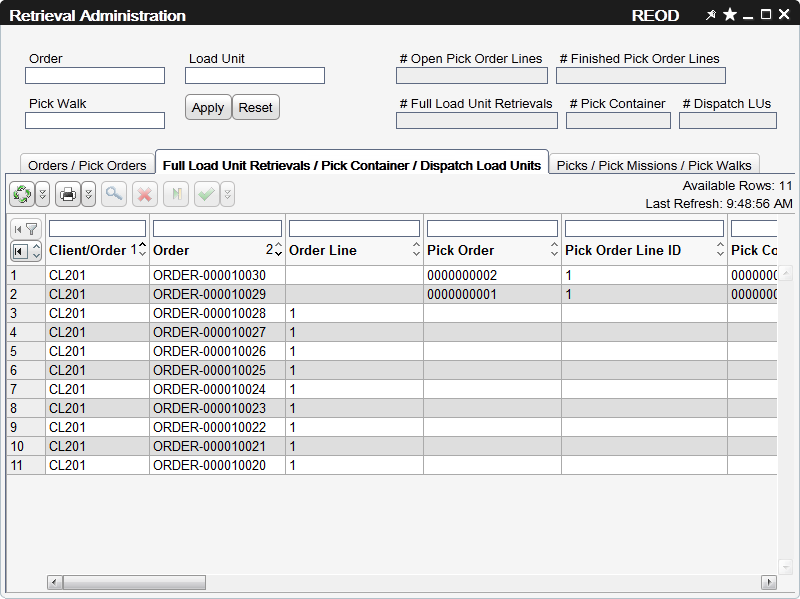 Retrieval Administration REOD
Order Load Unit # Open Pick Order Lines # Finished Pick Order Lines
Pick Walk Apply Reset # Full Load Unit Retrievals # Pick Container # Dispatch LUs
Orders / Pick Orders Full Load Unit Retrievals / Pick Container / Dispatch Load Units Picks / Pick Missions / Pick Walks
Available Rows: 11
Last Refresh: 9:48:56 AM
Client/Order 1 Order 2 Order Line Pick Order Pick Order Line ID Pick Co
1 CL201 ORDER-000010030 0000000002 1
2 CL201 ORDER-000010029 0000000001 1
3 CL201 ORDER-000010028 1
4 CL201 ORDER-000010027 1
5 CL201 ORDER-000010026 1
6 CL201 ORDER-000010025 1
7 CL201 ORDER-000010024 1
8 CL201 ORDER-000010023 1
9 CL201 ORDER-000010022 1
10 CL201 ORDER-000010021 1
11 CL201 ORDER-000010020 1